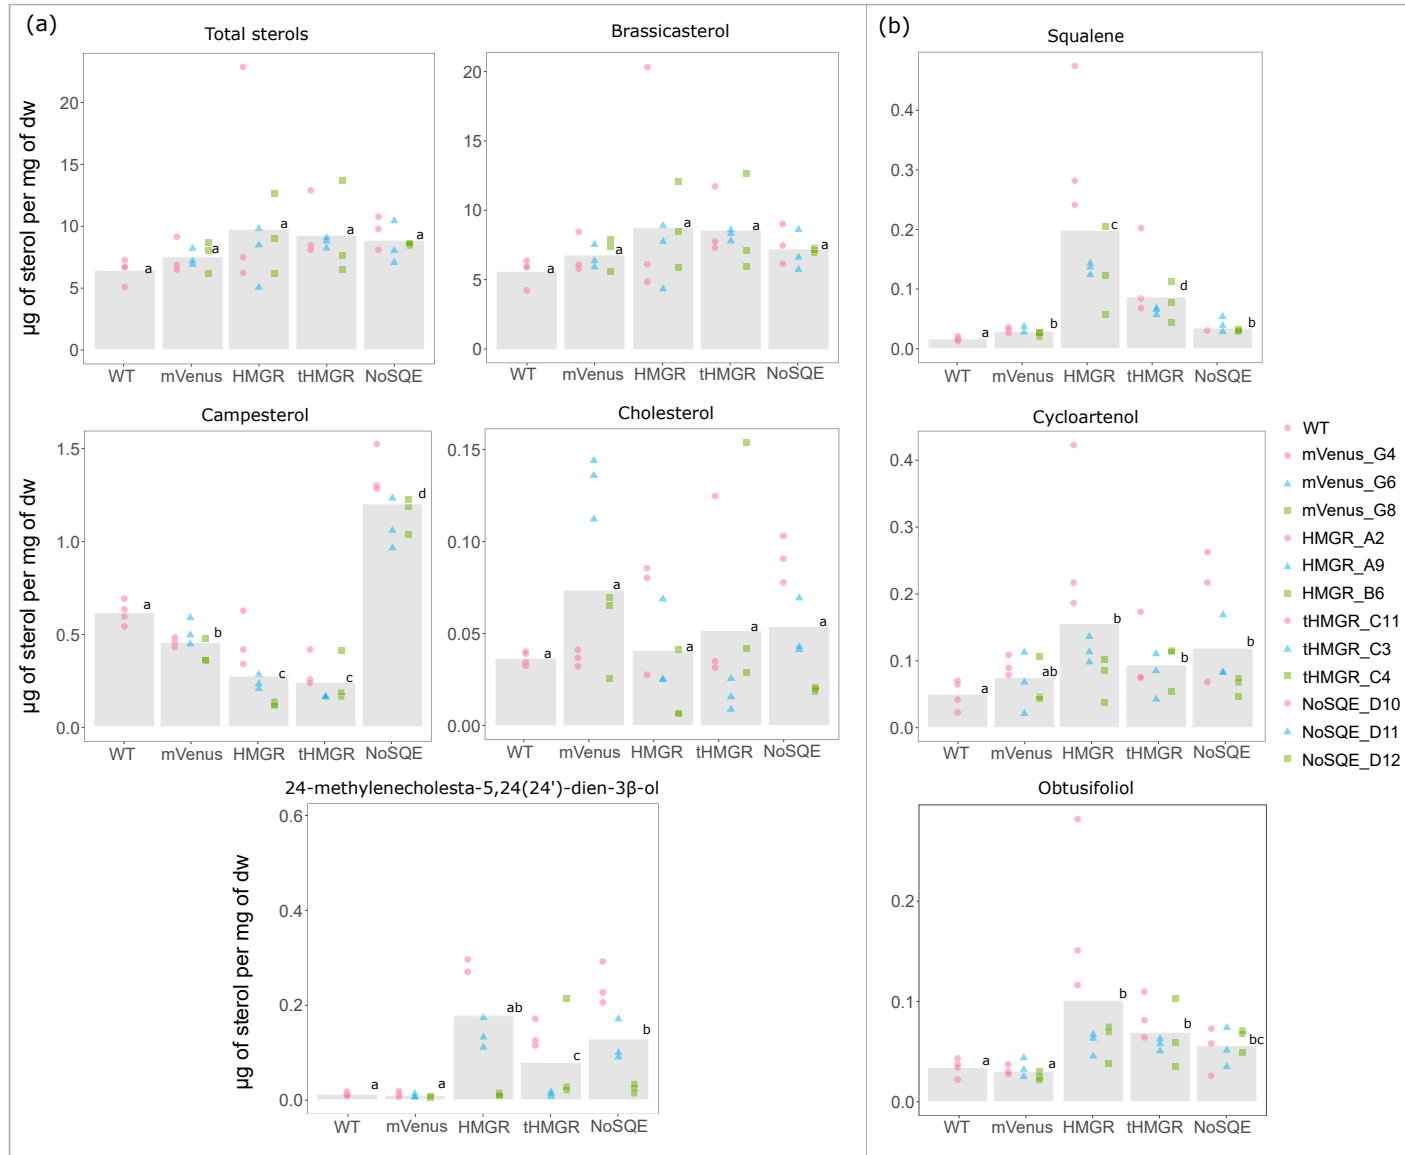 (a)
Total sterols
Brassicasterol
µg of sterol per mg of dw
20
15
10
5
0
a
a
a
a
a
WT
mVenus
HMGR
tHMGR
NoSQE
20
15
10
5
0
a
a
a
a
a
WT
mVenus
HMGR
tHMGR
NoSQE
Campesterol
Cholesterol
µg of sterol per mg of dw
1.5
1.0
0.5
0.0
a
b
c
c
d
WT
mVenus
HMGR
tHMGR
NoSQE
0.15
0.10
0.05
0.00
a
a
a
a
a
WT
mVenus
HMGR
tHMGR
NoSQE
24-methylenecholesta-5,24(24')-dien-3β-ol
µg of sterol per mg of dw
0.6
0.4
0.2
0.0
a
a
ab
c
b
WT
mVenus
HMGR
tHMGR
NoSQE
(b)
Squalene
0.4
0.3
0.2
0.1
0.0
a
b
c
d
b
WT
mVenus
HMGR
tHMGR
NoSQE
Cycloartenol
0.4
0.3
0.2
0.1
0.0
a
ab
b
b
b
WT
mVenus
HMGR
tHMGR
NoSQE
Obtusifoliol
0.2
0.1
0.0
a
a
b
b
bc
WT
mVenus
HMGR
tHMGR
NoSQE
WT
mVenus_G4
mVenus_G6
mVenus_G8
HMGR_A2
HMGR_A9
HMGR_B6
tHMGR_C11
tHMGR_C3
tHMGR_C4
NoSQE_D10
NoSQE_D11
NoSQE_D12